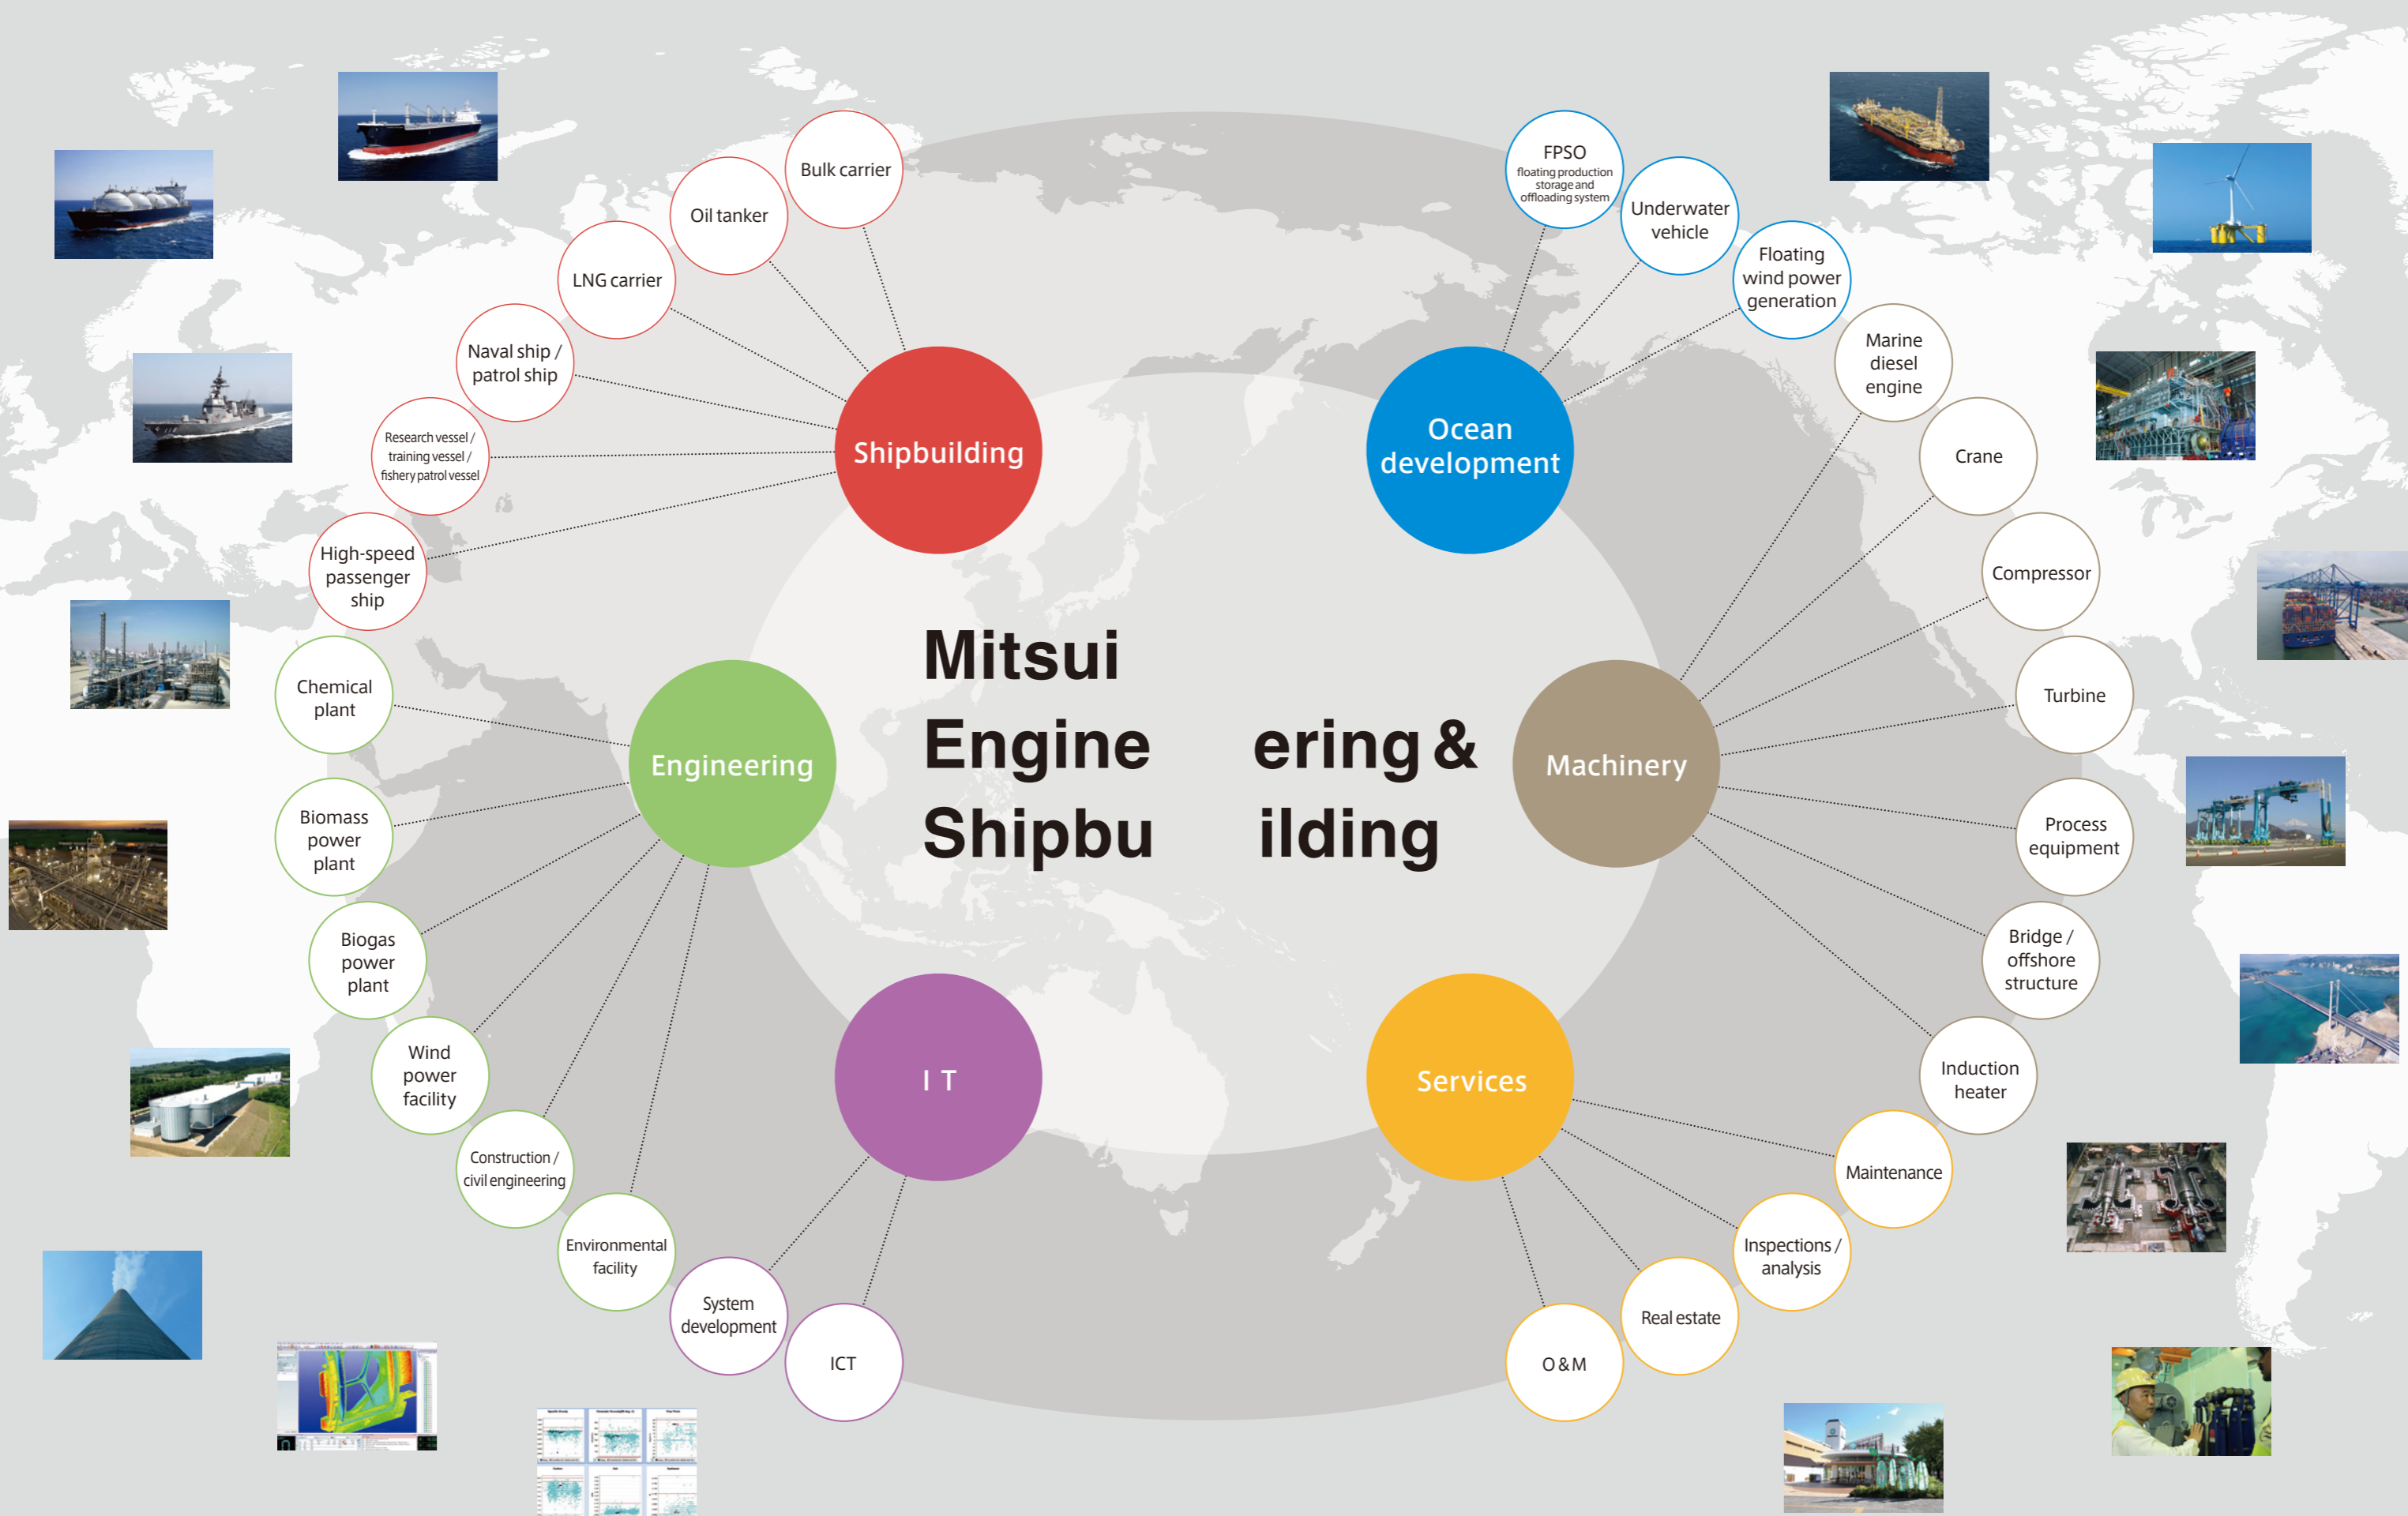 Mitsui
Engine ering &
Shipbu ilding
Shipbuilding
Bulk carrier
Oil tanker
LNG carrier
Naval ship /
patrol ship
Research vessel /
training vessel /
fishery patrol vessel
High-speed
passenger
ship
Engineering
Chemical
plant
Biomass
power
plant
Biogas
power
plant
Wind
power
facility
Construction /
civil engineering
Environmental
facility
I T
System
development
ICT
Ocean
development
FPSO
floating production
storage and
offloading system
Underwater
vehicle
Floating
wind power
generation
Machinery
Marine
diesel
engine
Crane
Compressor
Turbine
Process
equipment
Bridge /
offshore
structure
Induction
heater
Services
Maintenance
Inspections /
analysis
Real estate
O & M